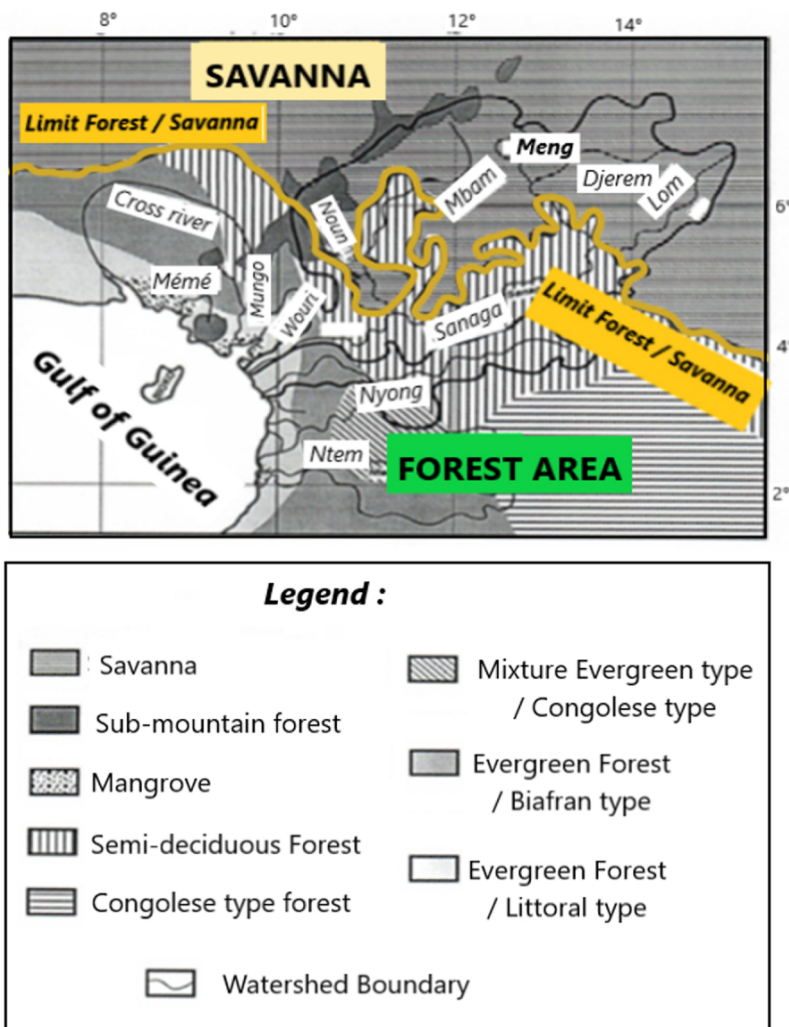 8°
10°
12°
14°
SAVANNA
Limit Forest / Savanna
Meng
Djerem
Lom
Mbam
6°
Cross river
Noun
Mémé
Mungo
Wouri
Sanaga
Limit Forest / Savanna
4°
Gulf of Guinea
Nyong
Ntem
FOREST AREA
2°
Legend :
Savanna
Sub-mountain forest
Mangrove
Semi-deciduous Forest
Congolese type forest
Mixture Evergreen type
/ Congolese type
Evergreen Forest
/ Biafran type
Evergreen Forest
/ Littoral type
Watershed Boundary